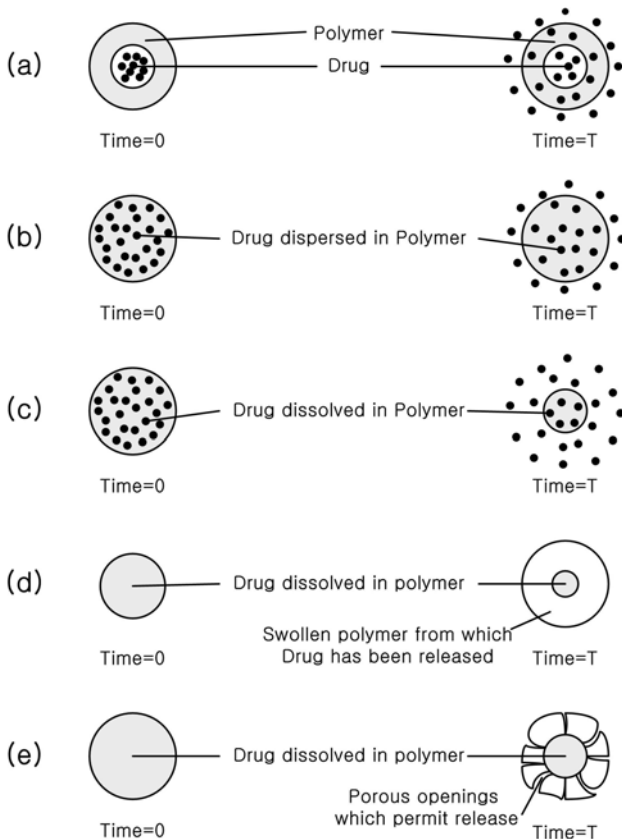 (a)
Polymer
Drug
Time=0
Time=T
(b)
Drug dispersed in Polymer
Time=0
Time=T
(c)
Drug dissolved in Polymer
Time=0
Time=T
(d)
Drug dissolved in polymer
Swollen polymer from which
Drug has been released
Time=0
Time=T
(e)
Drug dissolved in polymer
Porous openings
which permit release
Time=0
Time=T